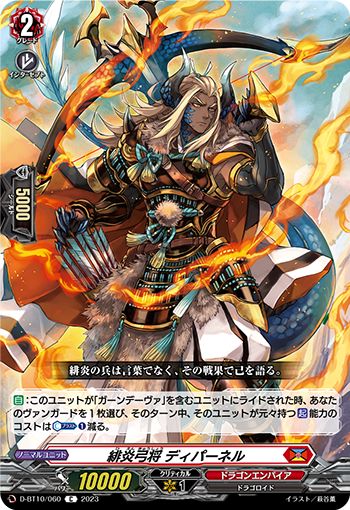 2
グレード
インターセプト
5000
シールド
緋炎の兵は言葉でなく、その戦果で己を語る。
自:このユニットが「ガーンデーヴァ」を含むユニットにライドされた時、あなた
のヴァンガードを1枚選び、そのターン中、そのユニットが元々持つ起能力の
コストは 1 減る。
ノーマルユニット
緋炎弓将 ディパーネル
パワー
10000
クリティカル
1
ドラゴンエンパイア
ドラゴロイド
D-BT10/060 C 2023
イラスト/萩谷薫